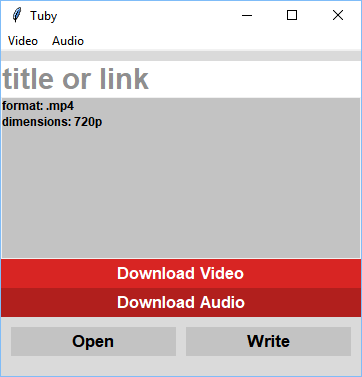 Tuby
Video Audio
title or link
format: .mp4
dimensions: 720p
Download Video
Download Audio
Open Write